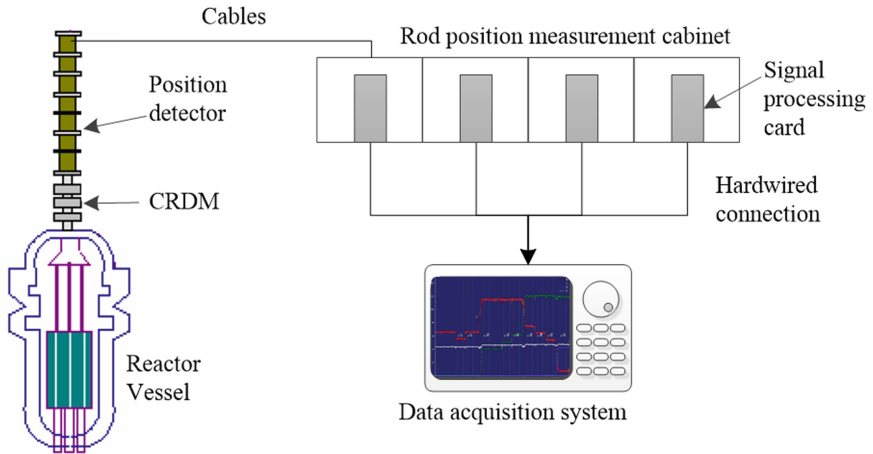 Cables
Rod position measurement cabinet
Position
detector
Signal
processing
card
CRDM
Hardwired
connection
Reactor
Vessel
Data acquisition system